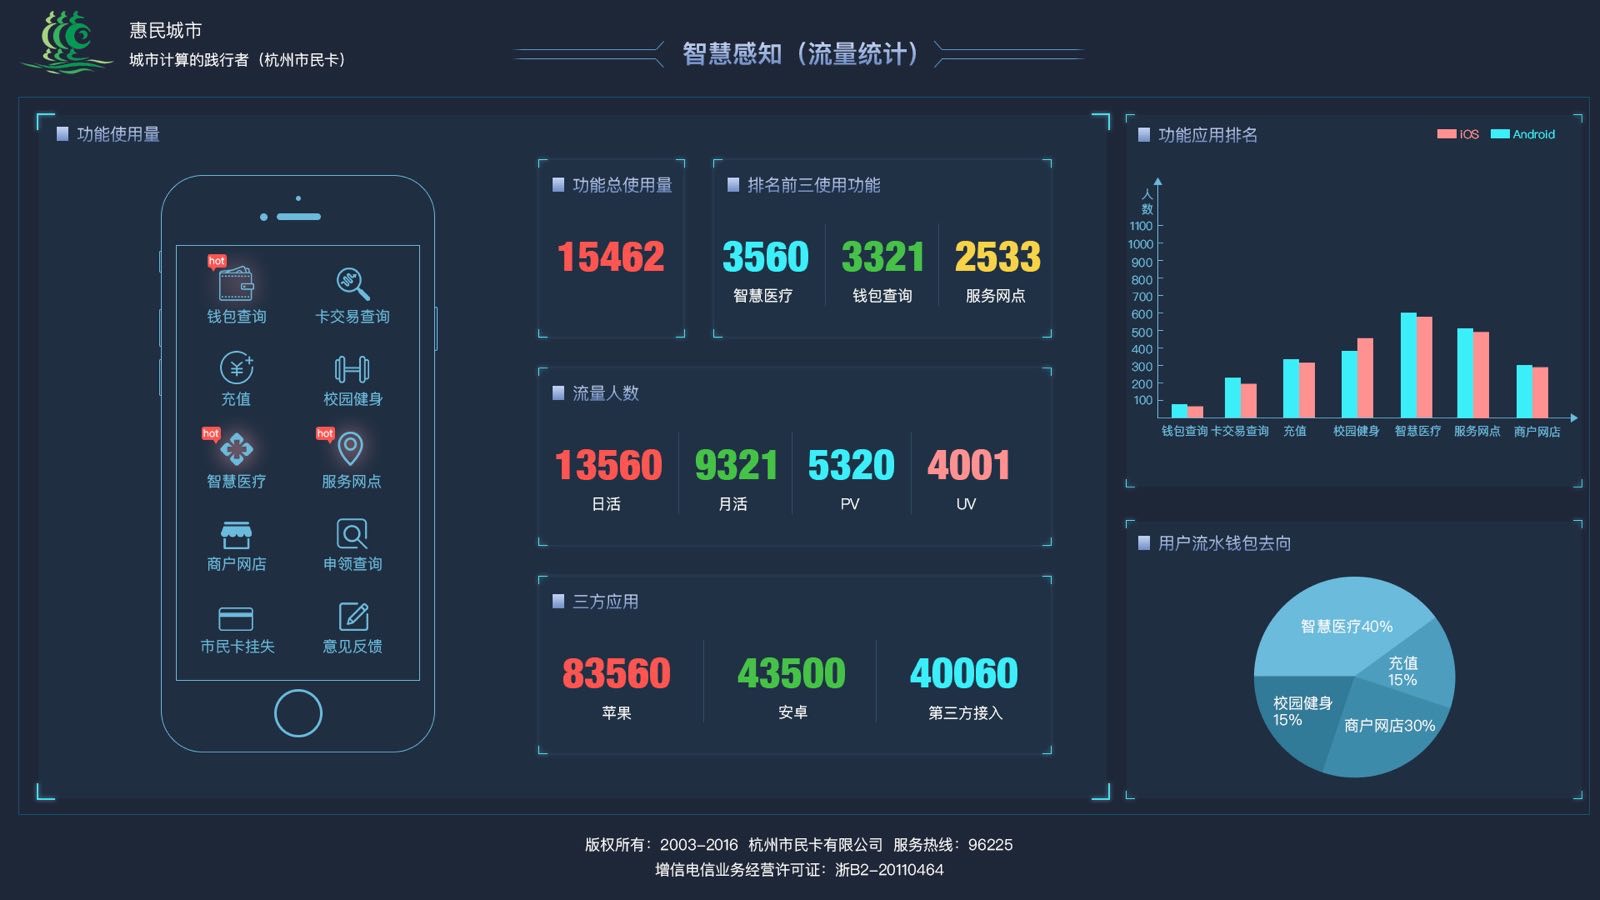 惠民城市
城市计算的践行者（杭州市民卡）
智慧感知（流量统计）
功能使用量
hot
钱包查询
卡交易查询
充值
校园健身
hot
hot
智慧医疗
服务网点
商户网店
申领查询
市民卡挂失
意见反馈
功能总使用量
15462
排名前三使用功能
3560 3321 2533
智慧医疗 钱包查询 服务网点
流量人数
13560 9321 5320 4001
日活 月活 PV UV
三方应用
83560 43500 40060
苹果 安卓 第三方接入
功能应用排名
iOS Android
人
数
1100
1000
900
800
700
600
500
400
300
200
100
钱包查询 卡交易查询 充值 校园健身 智慧医疗 服务网点 商户网店
用户流水钱包去向
智慧医疗40%
充值
15%
校园健身
15%
商户网店30%
版权所有：2003-2016 杭州市民卡有限公司 服务热线：96225
增信电信业务经营许可证：浙B2-20110464